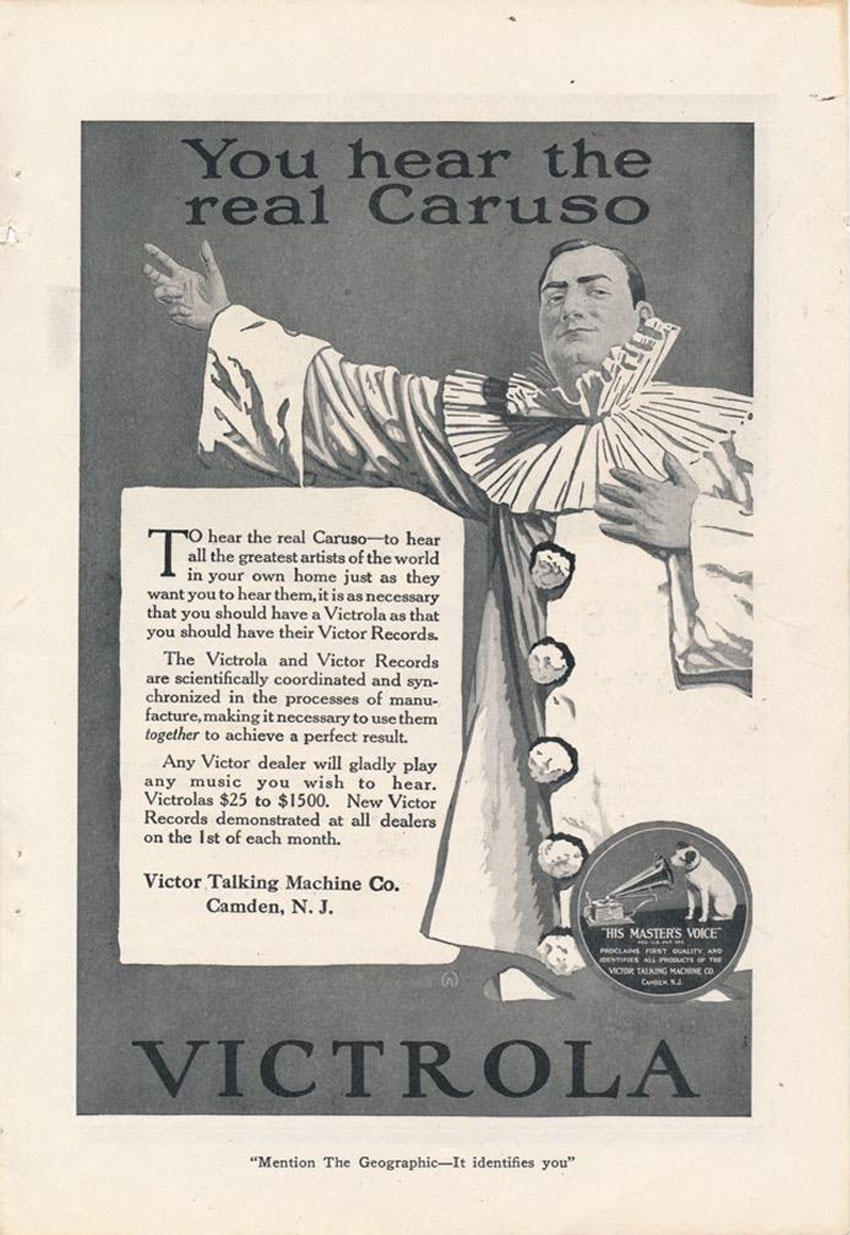 You hear the
real Caruso
TO hear the real Caruso—to hear
all the greatest artists of the world
in your own home just as they
want you to hear them, it is as necessary
that you should have a Victrola as that
you should have their Victor Records.
The Victrola and Victor Records
are scientifically coordinated and syn-
chronized in the processes of manu-
facture, making it necessary to use them
together to achieve a perfect result.
Any Victor dealer will gladly play
any music you wish to hear.
Victrolas $25 to $1500. New Victor
Records demonstrated at all dealers
on the 1st of each month.
Victor Talking Machine Co.
Camden, N. J.
"HIS MASTER'S VOICE"
PROCLAIMS FIRST QUALITY AND
IDENTIFIES ALL PRODUCTS OF THE
VICTOR TALKING MACHINE CO.
CAMDEN, N.J.
VICTROLA
"Mention The Geographic—It identifies you"